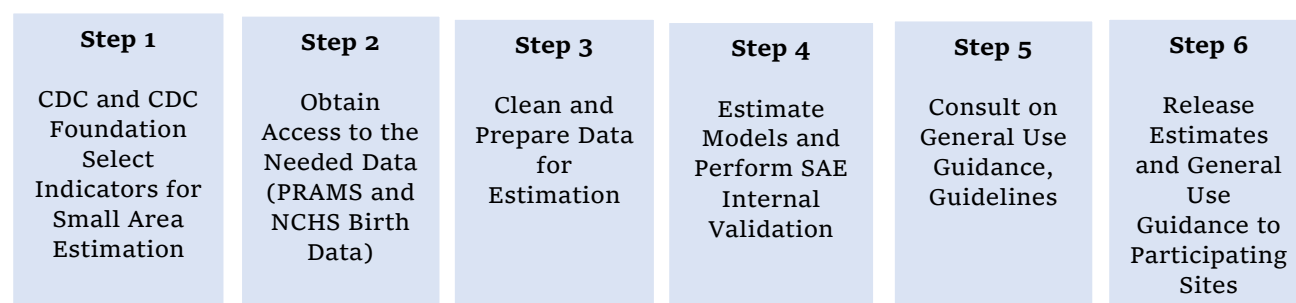 Step 1
CDC and CDC
Foundation
Select
Indicators for
Small Area
Estimation
Step 2
Obtain
Access to the
Needed Data
(PRAMS and
NCHS Birth
Data)
Step 3
Clean and
Prepare Data
for
Estimation
Step 4
Estimate
Models and
Perform SAE
Internal
Validation
Step 5
Consult on
General Use
Guidance,
Guidelines
Step 6
Release
Estimates
and General
Use
Guidance to
Participating
Sites